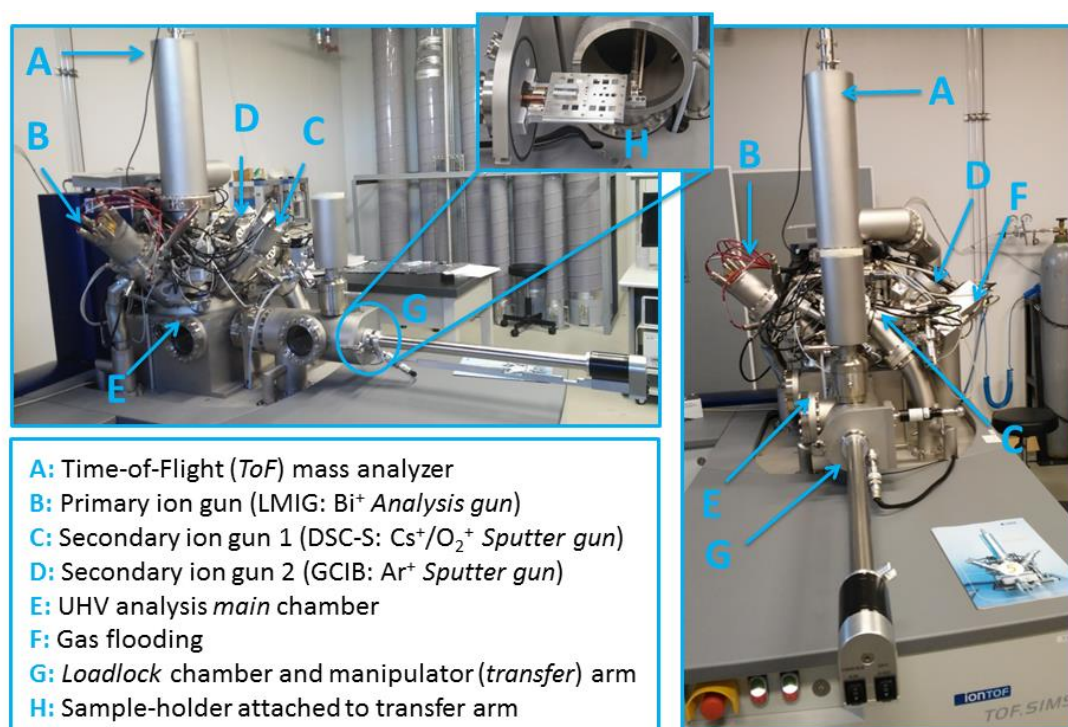 A
B
D
C
G
E
H
A
B
D
F
C
E
G
A: Time-of-Flight (ToF) mass analyzer
B: Primary ion gun (LMIG: Bi⁺ Analysis gun)
C: Secondary ion gun 1 (DSC-S: Cs⁺/O₂⁺ Sputter gun)
D: Secondary ion gun 2 (GCIB: Ar⁺ Sputter gun)
E: UHV analysis main chamber
F: Gas flooding
G: Loadlock chamber and manipulator (transfer) arm
H: Sample-holder attached to transfer arm
ionTOF
TOF.SIMS